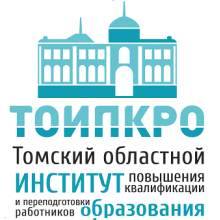 ТОИПКРО
Томский областной
ИНСТИТУТ повышения квалификации
и переподготовки работников образования